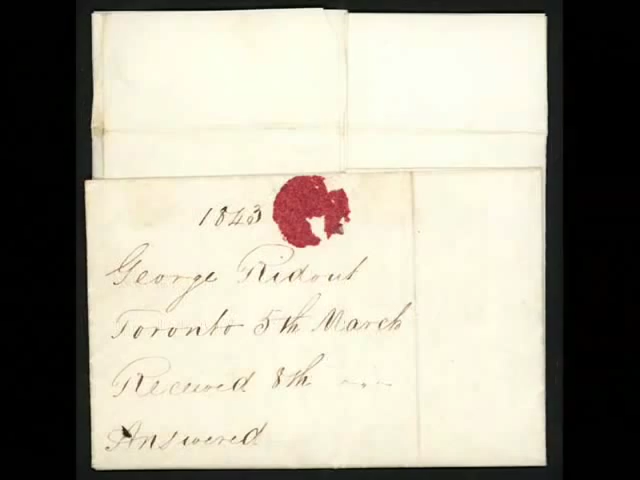 1843
George Ridout
Toronto 5th March
Received 8th
Answered